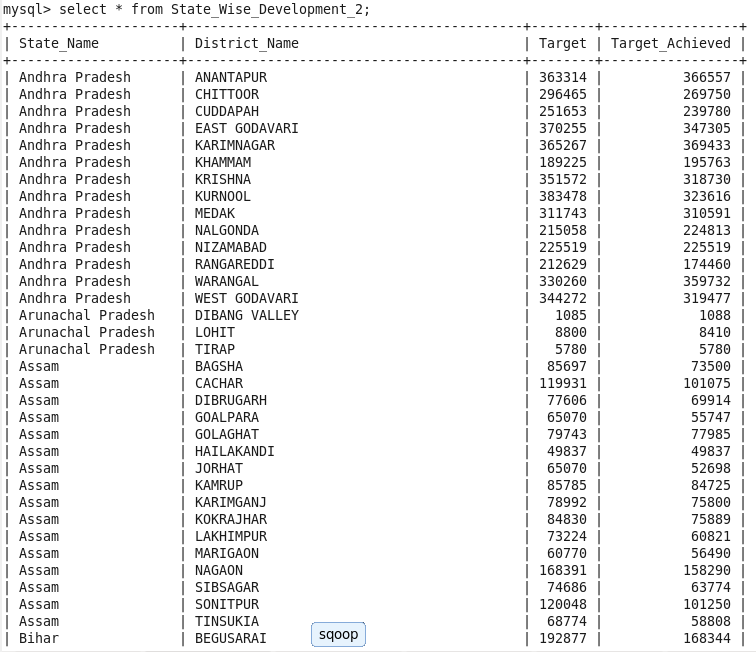 mysql> select * from State_Wise_Development_2;
+---------------------+------------------------------------------+--------+-----------------+
| State_Name | District_Name | Target | Target_Achieved |
+---------------------+------------------------------------------+--------+-----------------+
| Andhra Pradesh | ANANTAPUR | 363314 | 366557 |
| Andhra Pradesh | CHITTOOR | 296465 | 269750 |
| Andhra Pradesh | CUDDAPAH | 251653 | 239780 |
| Andhra Pradesh | EAST GODAVARI | 370255 | 347305 |
| Andhra Pradesh | KARIMNAGAR | 365267 | 369433 |
| Andhra Pradesh | KHAMMAM | 189225 | 195763 |
| Andhra Pradesh | KRISHNA | 351572 | 318730 |
| Andhra Pradesh | KURNOOL | 383478 | 323616 |
| Andhra Pradesh | MEDAK | 311743 | 310591 |
| Andhra Pradesh | NALGONDA | 215058 | 224813 |
| Andhra Pradesh | NIZAMABAD | 225519 | 225519 |
| Andhra Pradesh | RANGAREDDI | 212629 | 174460 |
| Andhra Pradesh | WARANGAL | 330260 | 359732 |
| Andhra Pradesh | WEST GODAVARI | 344272 | 319477 |
| Arunachal Pradesh | DIBANG VALLEY | 1085 | 1088 |
| Arunachal Pradesh | LOHIT | 8800 | 8410 |
| Arunachal Pradesh | TIRAP | 5780 | 5780 |
| Assam | BAGSHA | 85697 | 73500 |
| Assam | CACHAR | 119931 | 101075 |
| Assam | DIBRUGARH | 77606 | 69914 |
| Assam | GOALPARA | 65070 | 55747 |
| Assam | GOLAGHAT | 79743 | 77985 |
| Assam | HAILAKANDI | 49837 | 49837 |
| Assam | JORHAT | 65070 | 52698 |
| Assam | KAMRUP | 85785 | 84725 |
| Assam | KARIMGANJ | 78992 | 75800 |
| Assam | KOKRAJHAR | 84830 | 75889 |
| Assam | LAKHIMPUR | 73224 | 60821 |
| Assam | MARIGAON | 60770 | 56490 |
| Assam | NAGAON | 168391 | 158290 |
| Assam | SIBSAGAR | 74686 | 63774 |
| Assam | SONITPUR | 120048 | 101250 |
| Assam | TINSUKIA | 68774 | 58808 |
| Bihar | BEGUSARAI | 192877 | 168344 |
sqoop